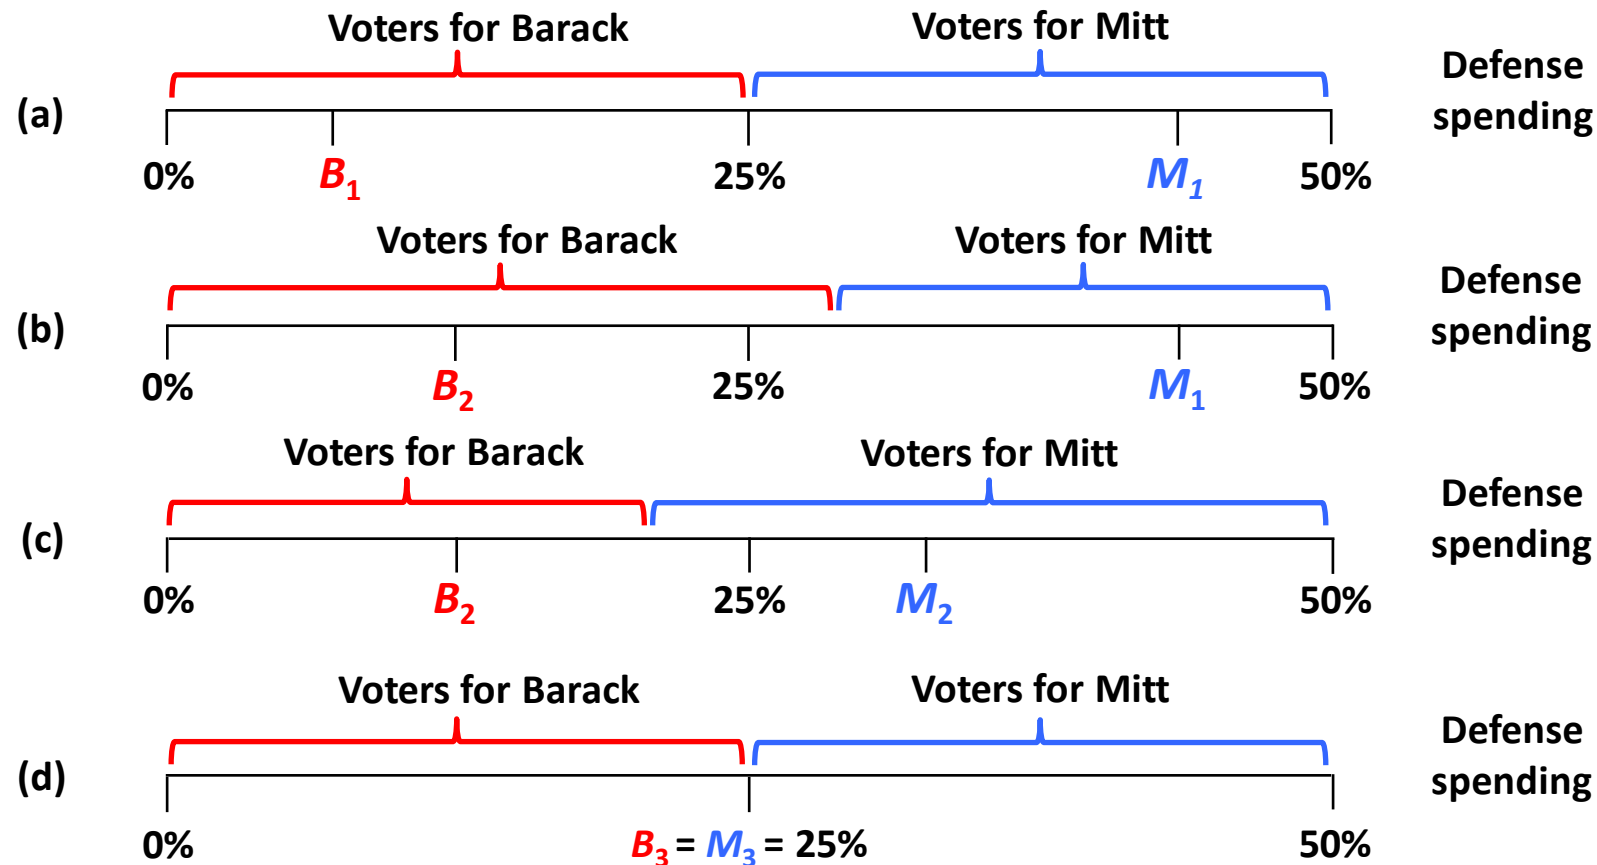 Voters for Barack Voters for Mitt
(a) Defense spending
0% B1 25% M1 50%
Voters for Barack Voters for Mitt
(b) Defense spending
0% B2 25% M1 50%
Voters for Barack Voters for Mitt
(c) Defense spending
0% B2 25% M2 50%
Voters for Barack Voters for Mitt
(d) Defense spending
0% B3 = M3 = 25% 50%